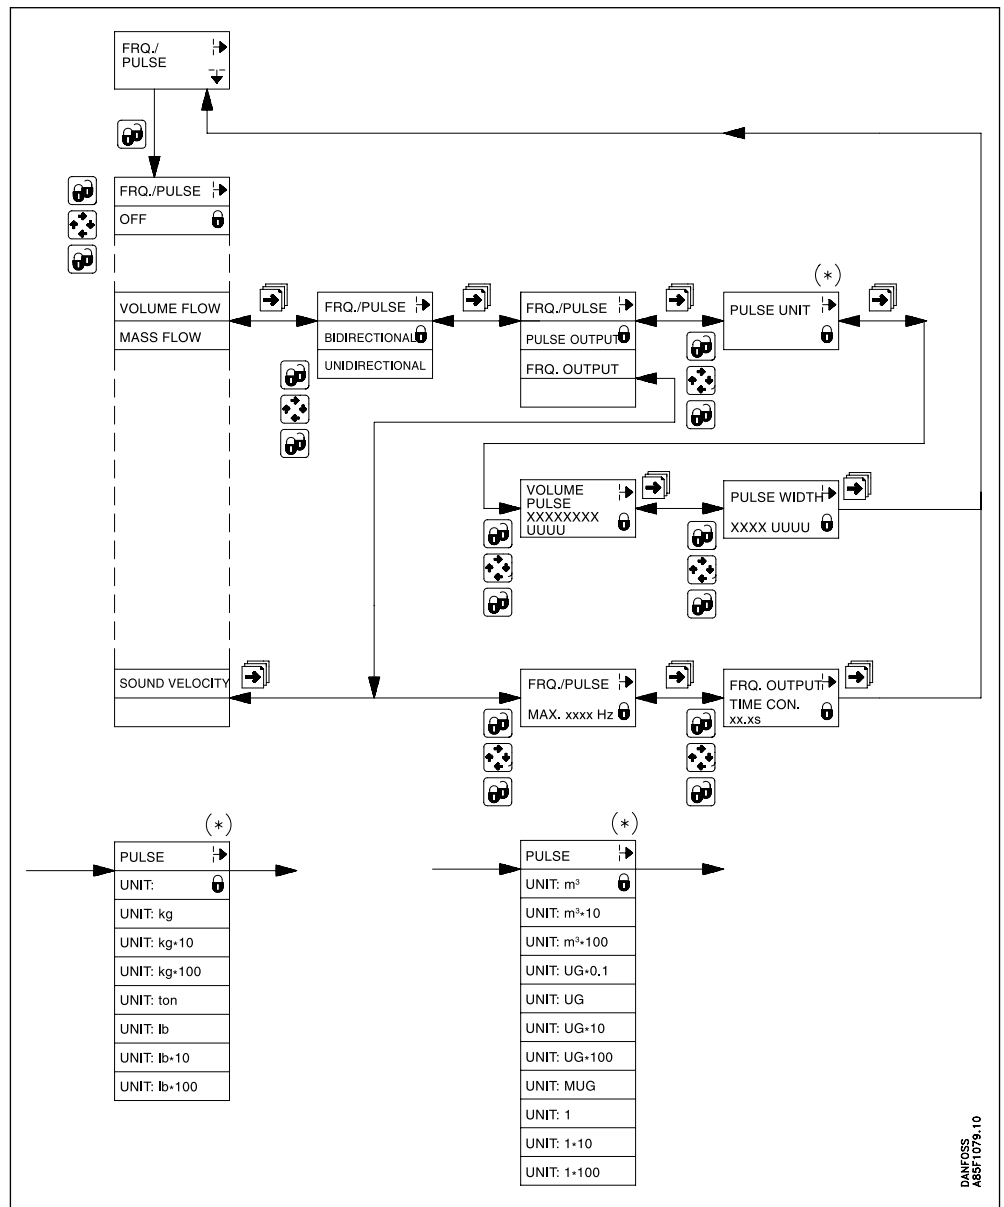 FRQ./
PULSE
FRQ./PULSE
OFF
VOLUME FLOW
MASS FLOW
SOUND VELOCITY
FRQ./PULSE
BIDIRECTIONAL
UNIDIRECTIONAL
FRQ./PULSE
PULSE OUTPUT
FRQ. OUTPUT
(*)
PULSE UNIT
VOLUME
PULSE
XXXXXXXX
UUUU
PULSE WIDTH
XXXX UUUU
FRQ./PULSE
MAX. xxxx Hz
FRQ. OUTPUT
TIME CON.
xx.xs
(*)
PULSE
UNIT:
UNIT: kg
UNIT: kg*10
UNIT: kg*100
UNIT: ton
UNIT: lb
UNIT: lb*10
UNIT: lb*100
(*)
PULSE
UNIT: m³
UNIT: m³*10
UNIT: m³*100
UNIT: UG*0.1
UNIT: UG
UNIT: UG*10
UNIT: UG*100
UNIT: MUG
UNIT: 1
UNIT: 1*10
UNIT: 1*100
DANFOSS
A85F1079.10